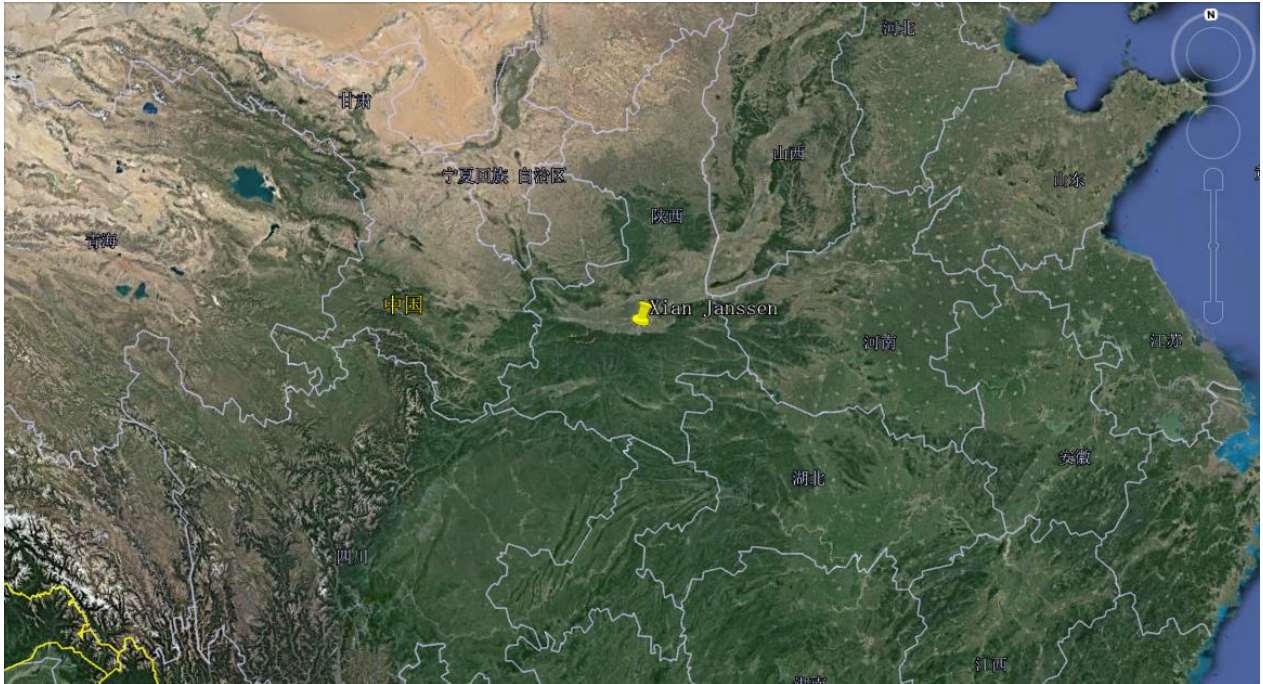 N
河北
甘肃
山西
宁夏回族 自治区
山东
陕西
青海
中国
Xian Janssen
河南
江苏
安徽
湖北
四川
江西